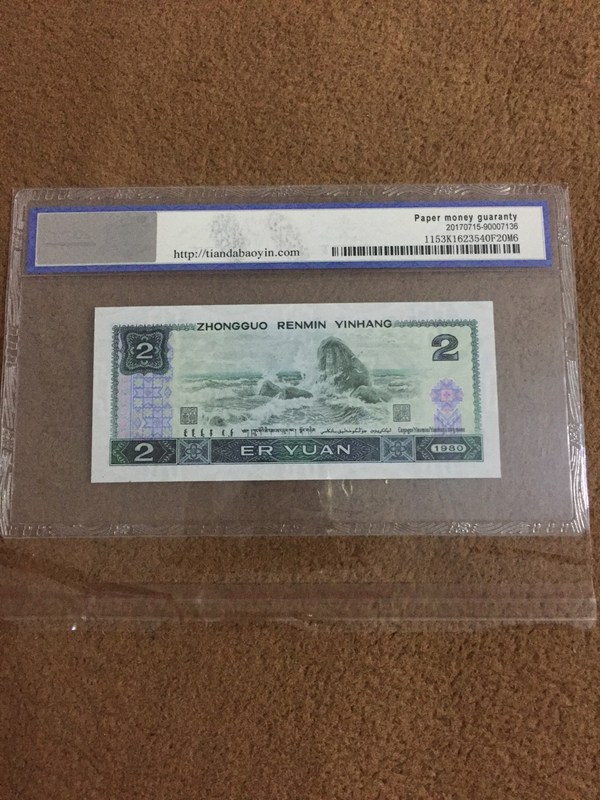 Paper money guaranty
20170715-90007136
1153K1623540F20M6
http://tiandabaoyin.com
ZHONGGUO RENMIN YINHANG
2
2
2
ER YUAN
1980